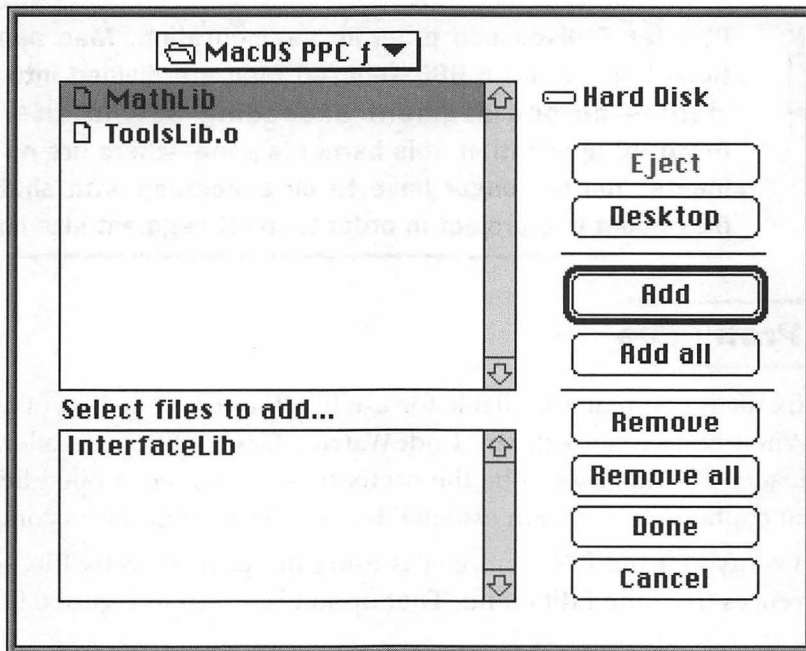 MacOS PPC ƒ
MathLib
ToolsLib.o
Hard Disk
Eject
Desktop
Add
Add all
Select files to add...
InterfaceLib
Remove
Remove all
Done
Cancel